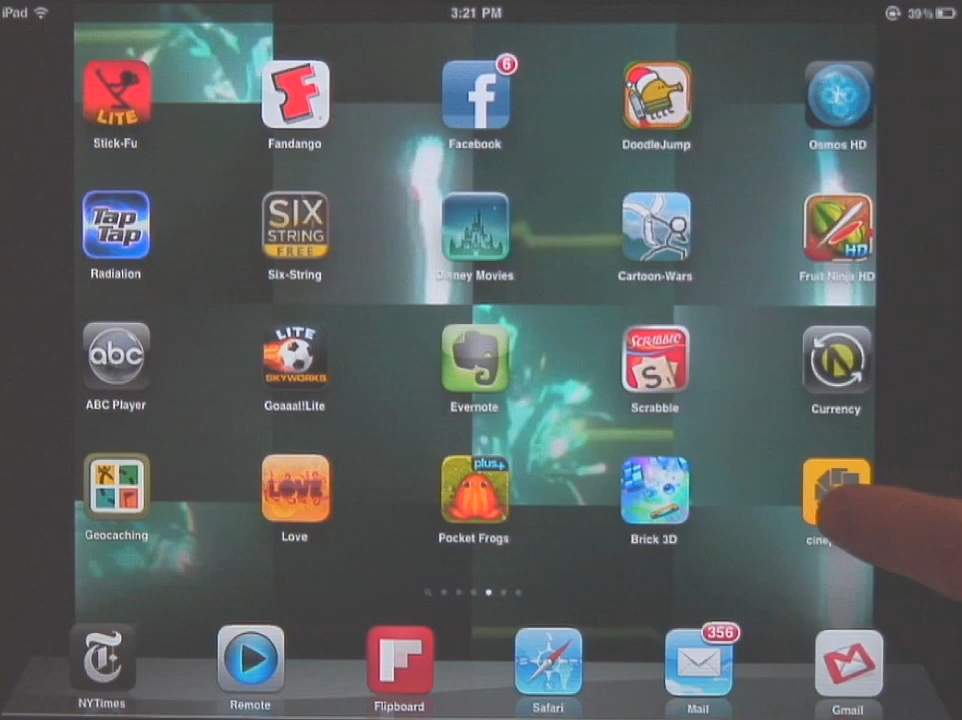 iPad 3:21 PM 39%
6
LITE
Stick-Fu Fandango Facebook DoodleJump Osmos HD
Tap Tap SIX STRING FREE HD
Radiation Six-String Disney Movies Cartoon-Wars Fruit Ninja HD
abc LITE SKYWORKS SCRABBLE S
ABC Player Goaaal!Lite Evernote Scrabble Currency
LOVE plus+
Geocaching Love Pocket Frogs Brick 3D
356
NYTimes Remote Flipboard Safari Mail Gmail